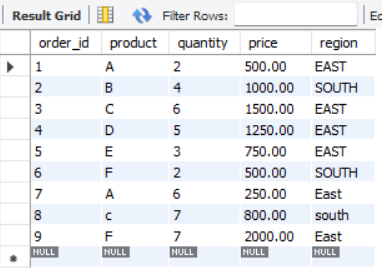 Result Grid Filter Rows: Ed
order_id product quantity price region
1 A 2 500.00 EAST
2 B 4 1000.00 SOUTH
3 C 6 1500.00 EAST
4 D 5 1250.00 EAST
5 E 3 750.00 EAST
6 F 2 500.00 SOUTH
7 A 6 250.00 East
8 c 7 800.00 south
9 F 7 2000.00 East
NULL NULL NULL NULL NULL